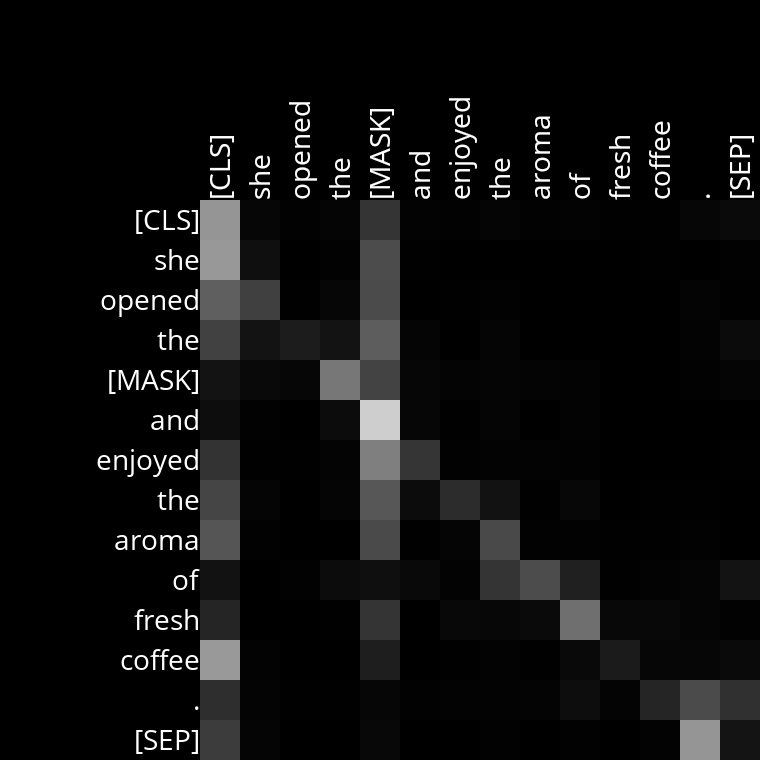 [CLS] she opened the [MASK] and enjoyed the aroma of fresh coffee . [SEP]
[CLS]
she
opened
the
[MASK]
and
enjoyed
the
aroma
of
fresh
coffee
.
[SEP]